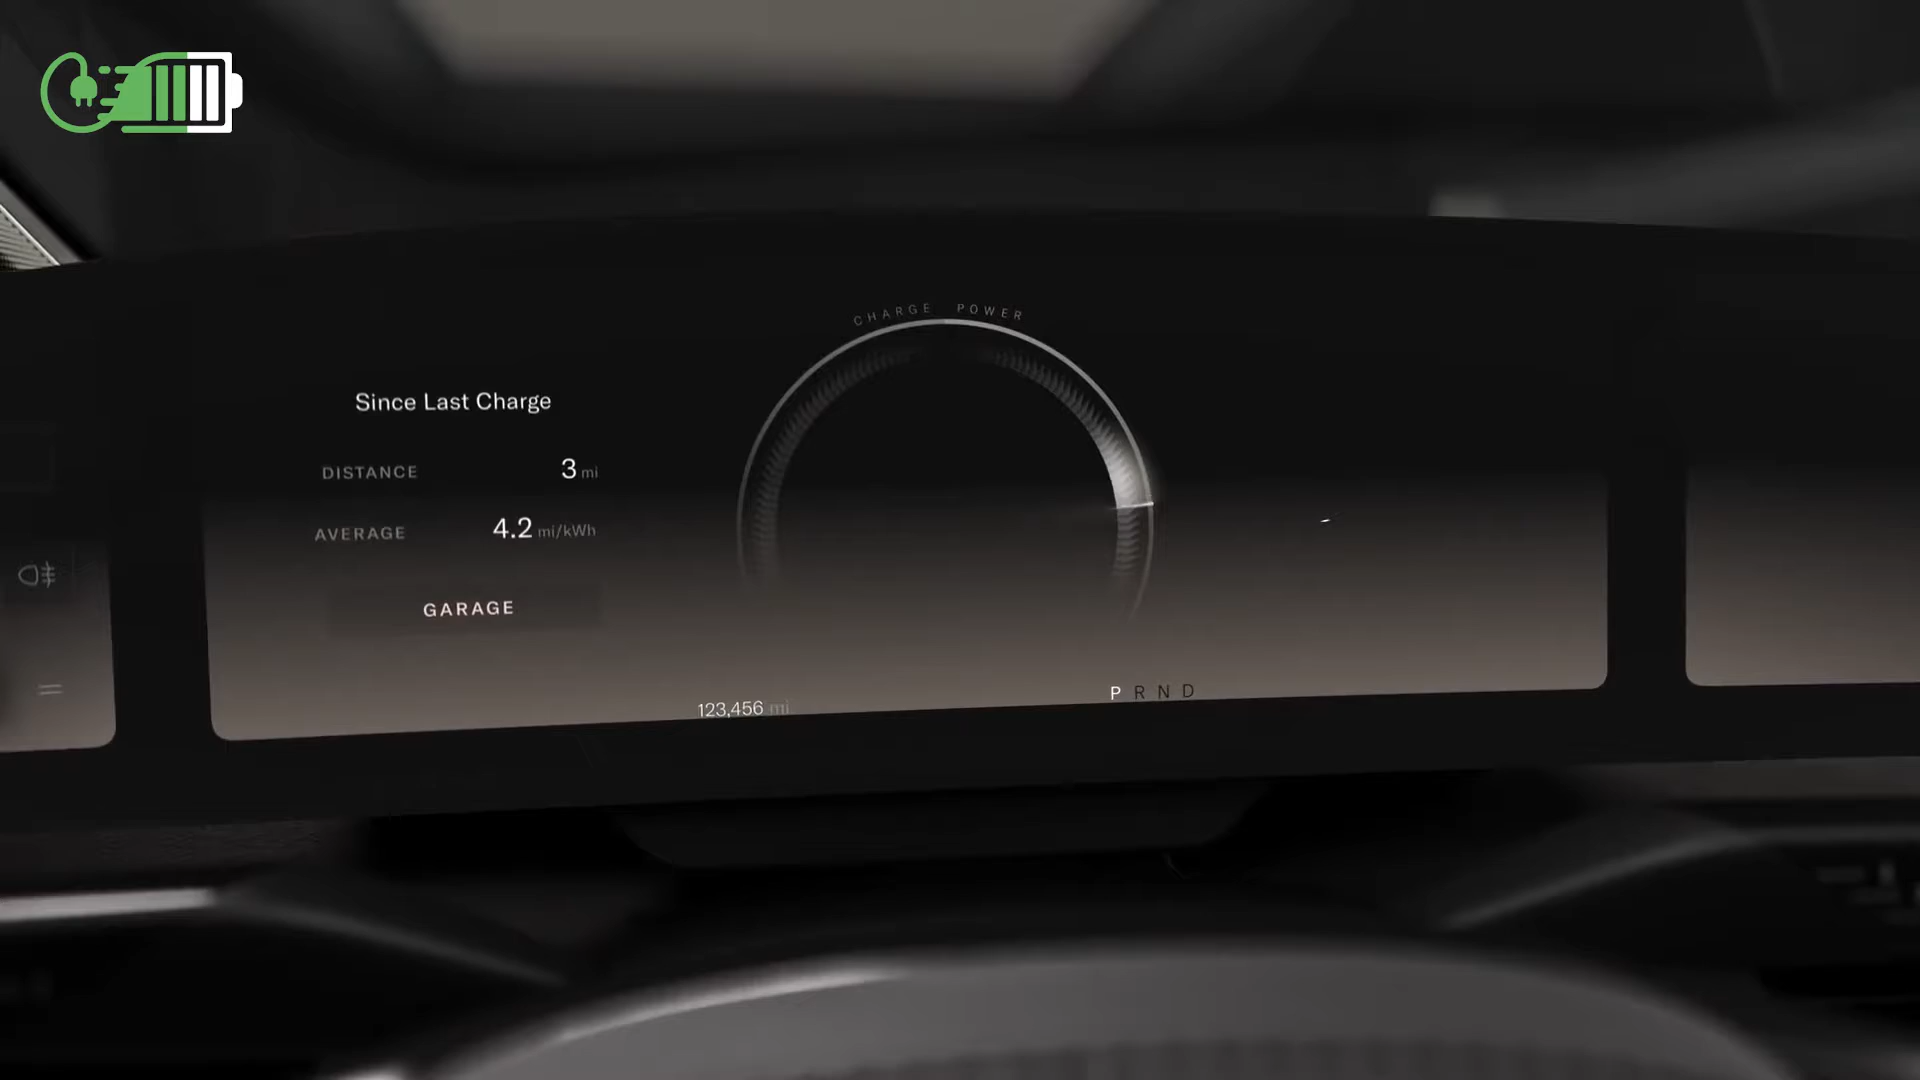 CHARGE POWER
Since Last Charge
DISTANCE 3 mi
AVERAGE 4.2 mi/kWh
GARAGE
123,456 mi
P R N D